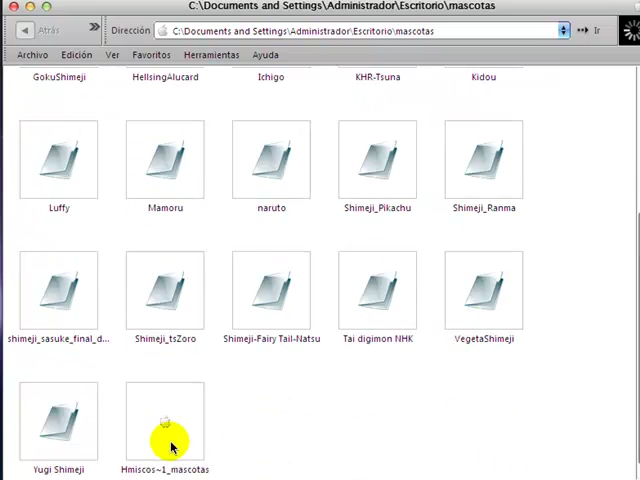 C:\Documents and Settings\Administrador\Escritorio\mascotas
Atrás
Dirección
C:\Documents and Settings\Administrador\Escritorio\mascotas
Ir
Archivo Edición Ver Favoritos Herramientas Ayuda
GokuShimeji HellsingAlucard Ichigo KHR-Tsuna Kidou
Luffy Mamoru naruto Shimeji_Pikachu Shimeji_Ranma
shimeji_sasuke_final_d... Shimeji_tsZoro Shimeji-Fairy Tail-Natsu Tai digimon NHK VegetaShimeji
Yugi Shimeji Hmiscos~1_mascotas